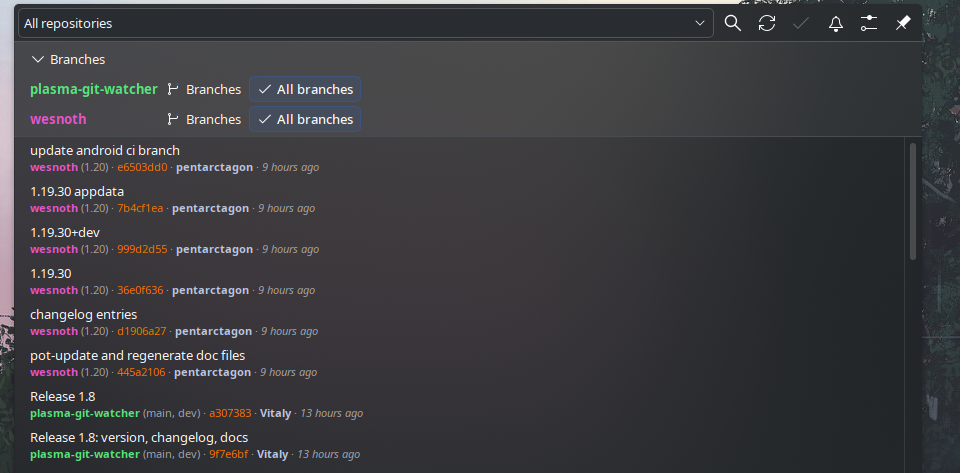 All repositories
Branches
plasma-git-watcher Branches All branches
wesnoth Branches All branches
update android ci branch
wesnoth (1.20) · e6503dd0 · pentarctagon · 9 hours ago
1.19.30 appdata
wesnoth (1.20) · 7b4cf1ea · pentarctagon · 9 hours ago
1.19.30+dev
wesnoth (1.20) · 999d2d55 · pentarctagon · 9 hours ago
1.19.30
wesnoth (1.20) · 36e0f636 · pentarctagon · 9 hours ago
changelog entries
wesnoth (1.20) · d1906a27 · pentarctagon · 9 hours ago
pot-update and regenerate doc files
wesnoth (1.20) · 445a2106 · pentarctagon · 9 hours ago
Release 1.8
plasma-git-watcher (main, dev) · a307383 · Vitaly · 13 hours ago
Release 1.8: version, changelog, docs
plasma-git-watcher (main, dev) · 9f7e6bf · Vitaly · 13 hours ago